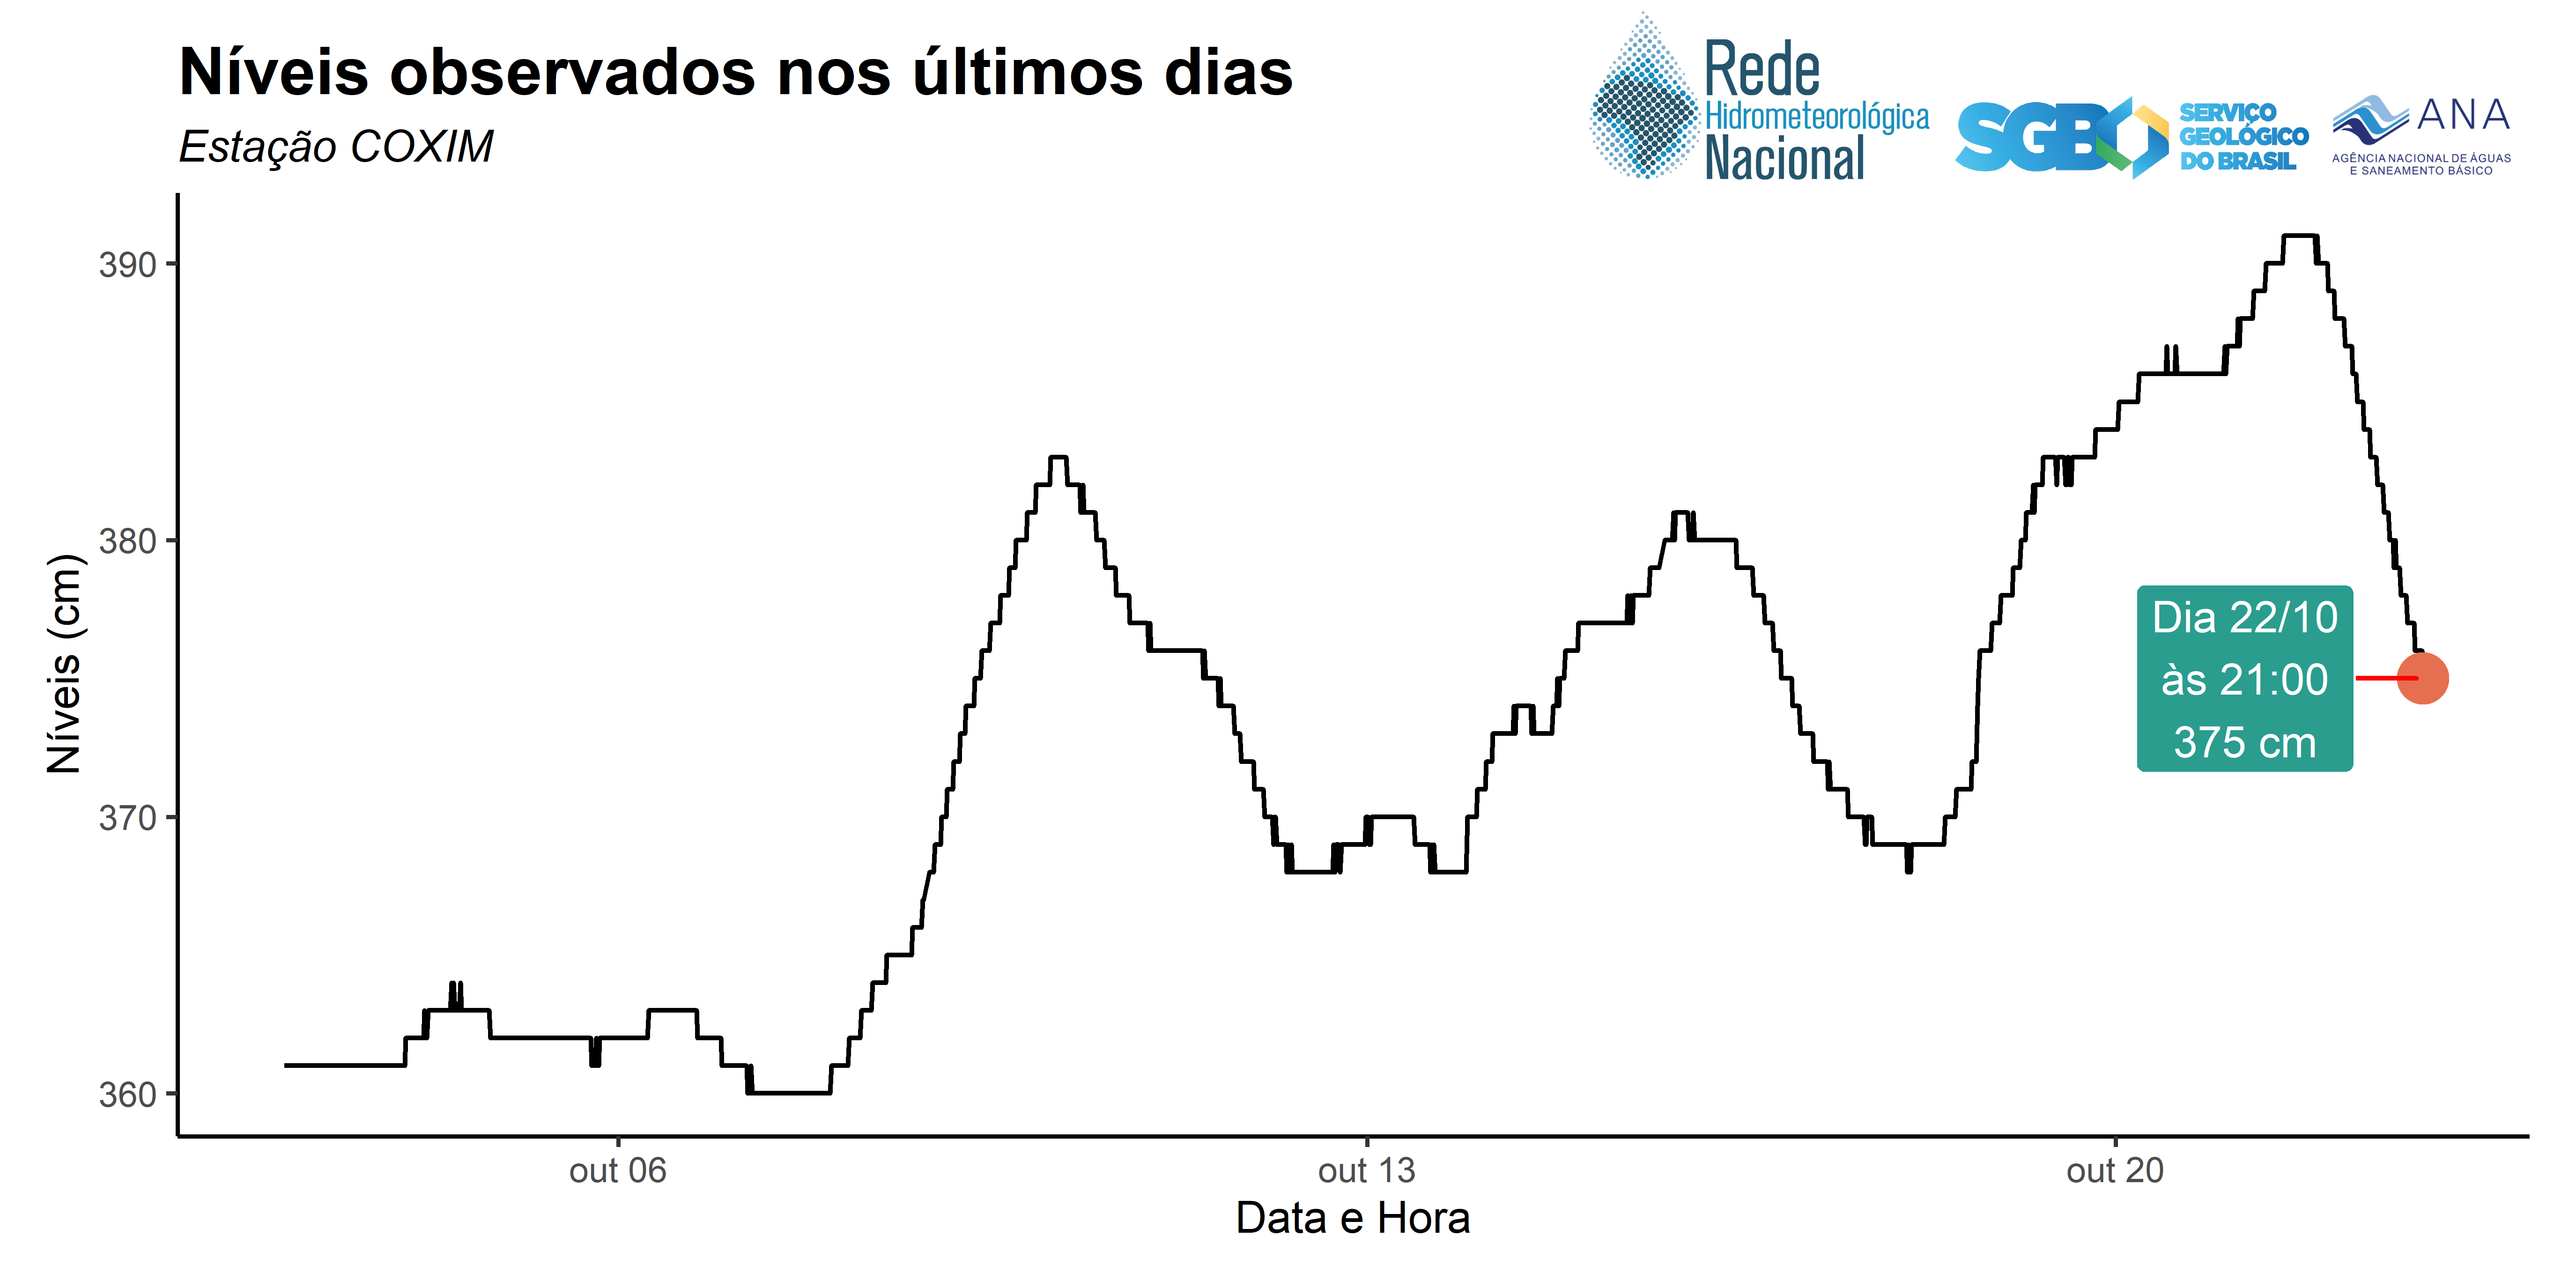 Níveis observados nos últimos dias
Estação COXIM
Rede
Hidrometeorológica
Nacional
SGB
SERVIÇO
GEOLÓGICO
DO BRASIL
ANA
AGÊNCIA NACIONAL DE ÁGUAS
E SANEAMENTO BÁSICO
Níveis (cm)
390
380
370
360
Dia 22/10
às 21:00
375 cm
out 06
out 13
out 20
Data e Hora